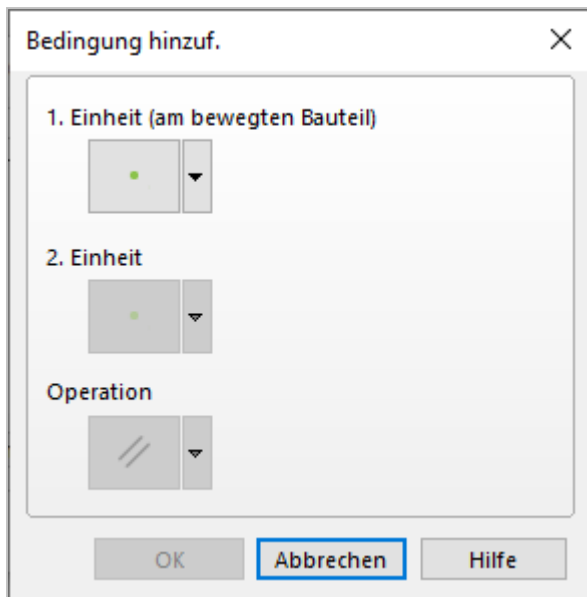 Bedingung hinzuf.
1. Einheit (am bewegten Bauteil)
2. Einheit
Operation
OK
Abbrechen
Hilfe